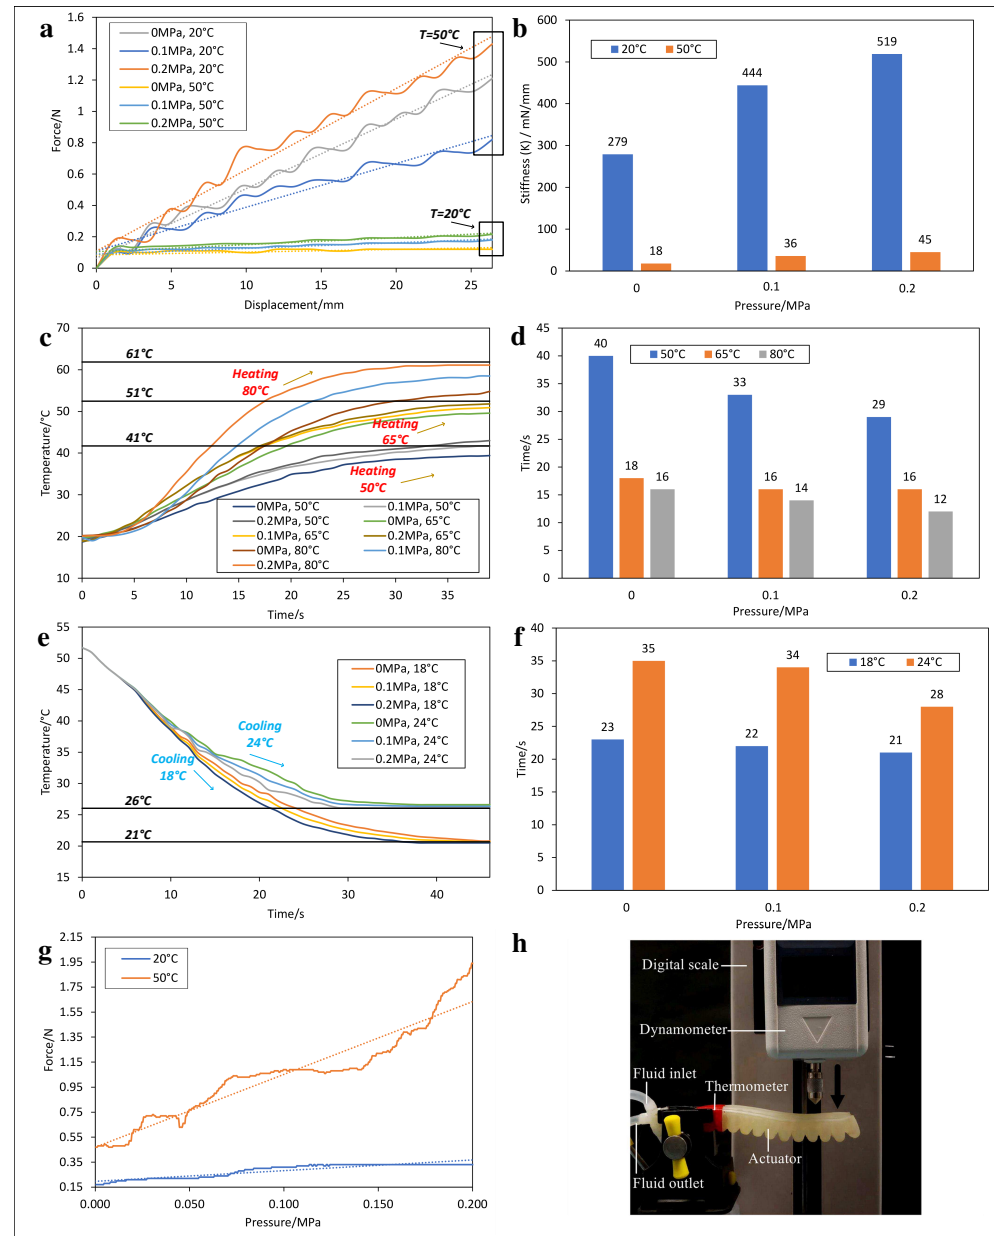 a
1.6
1.4
1.2
1
0.8
0.6
0.4
0.2
0
Force/N
0MPa, 20°C
0.1MPa, 20°C
0.2MPa, 20°C
0MPa, 50°C
0.1MPa, 50°C
0.2MPa, 50°C
T=50°C
T=20°C
0 5 10 15 20 25
Displacement/mm
b
600
500
400
300
200
100
0
Stiffness (K) / mN/mm
20°C 50°C
279
18
444
36
519
45
0 0.1 0.2
Pressure/MPa
c
70
60
50
40
30
20
10
Temperature/°C
61°C
51°C
41°C
Heating
80°C
Heating
65°C
Heating
50°C
0MPa, 50°C 0.1MPa, 50°C
0.2MPa, 50°C 0MPa, 65°C
0.1MPa, 65°C 0.2MPa, 65°C
0MPa, 80°C 0.1MPa, 80°C
0.2MPa, 80°C
0 5 10 15 20 25 30 35
Time/s
d
45
40
35
30
25
20
15
10
5
0
Time/s
50°C 65°C 80°C
40
18
16
33
16
14
29
16
12
0 0.1 0.2
Pressure/MPa
e
55
50
45
40
35
30
25
20
15
Temperature/°C
0MPa, 18°C
0.1MPa, 18°C
0.2MPa, 18°C
0MPa, 24°C
0.1MPa, 24°C
0.2MPa, 24°C
Cooling
24°C
Cooling
18°C
26°C
21°C
0 10 20 30 40
Time/s
f
40
35
30
25
20
15
10
5
0
Time/s
18°C 24°C
23
35
22
34
21
28
0 0.1 0.2
Pressure/MPa
g
2.15
1.95
1.75
1.55
1.35
1.15
0.95
0.75
0.55
0.35
0.15
Force/N
20°C
50°C
0.000 0.050 0.100 0.150 0.200
Pressure/MPa
h
Digital scale
Dynamometer
Fluid inlet
Thermometer
Actuator
Fluid outlet